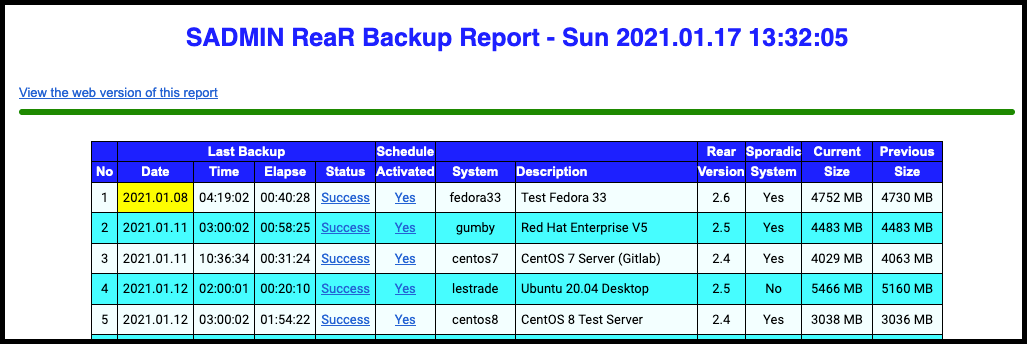 SADMIN ReaR Backup Report - Sun 2021.01.17 13:32:05
View the web version of this report
Last Backup Schedule Rear Sporadic Current Previous
No Date Time Elapse Status Activated System Description Version System Size Size
1 2021.01.08 04:19:02 00:40:28 Success Yes fedora33 Test Fedora 33 2.6 Yes 4752 MB 4730 MB
2 2021.01.11 03:00:02 00:58:25 Success Yes gumby Red Hat Enterprise V5 2.5 Yes 4483 MB 4483 MB
3 2021.01.11 10:36:34 00:31:24 Success Yes centos7 CentOS 7 Server (Gitlab) 2.4 Yes 4029 MB 4063 MB
4 2021.01.12 02:00:01 00:20:10 Success Yes lestrade Ubuntu 20.04 Desktop 2.5 No 5466 MB 5160 MB
5 2021.01.12 03:00:02 01:54:22 Success Yes centos8 CentOS 8 Test Server 2.4 Yes 3038 MB 3036 MB